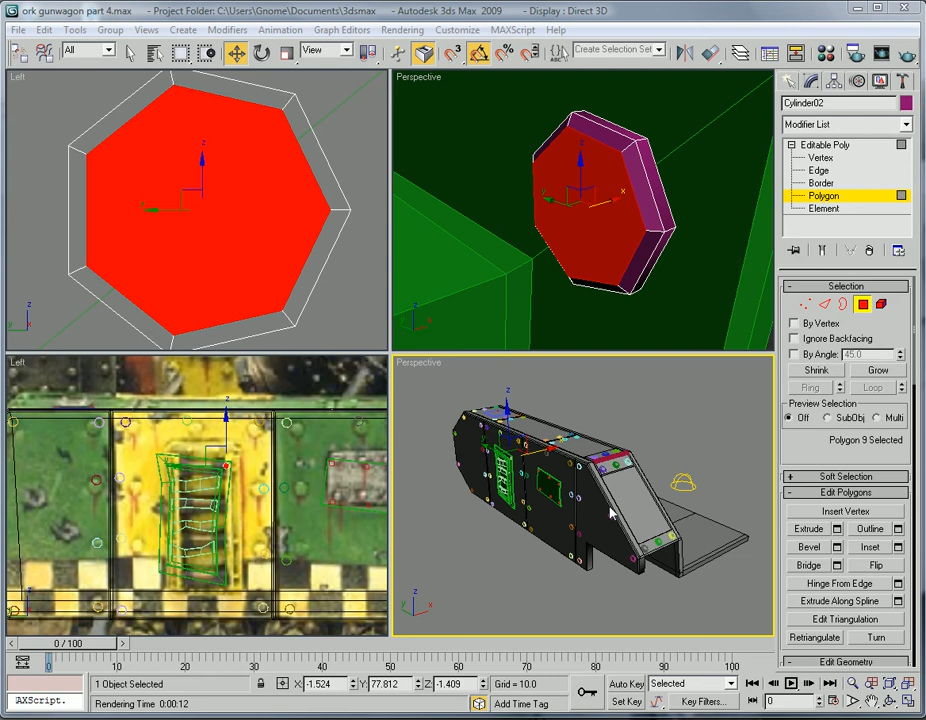 ork gunwagon part 4.max - Project Folder: C:\Users\Gnome\Documents\3dsmax - Autodesk 3ds Max 2009 - Display : Direct 3D
File Edit Tools Group Views Create Modifiers Animation Graph Editors Rendering Customize MAXScript Help
All View 3 Create Selection Set
Left Perspective
Cylinder02
Modifier List
Editable Poly
Vertex
Edge
Border
Polygon
Element
Selection
By Vertex
Ignore Backfacing
By Angle: 45.0
Shrink Grow
Ring Loop
Preview Selection
Off SubObj Multi
Polygon 9 Selected
Soft Selection
Edit Polygons
Insert Vertex
Extrude Outline
Bevel Inset
Bridge Flip
Hinge From Edge
Extrude Along Spline
Edit Triangulation
Retriangulate Turn
Edit Geometry
z y x
Left Perspective
0 / 100
0 10 20 30 40 50 60 70 80 90 100
1 Object Selected X: -1.524 Y: 77.812 Z: -1.409 Grid = 10.0 Auto Key Selected
AXScript. Rendering Time 0:00:12 Add Time Tag Set Key Key Filters... 0